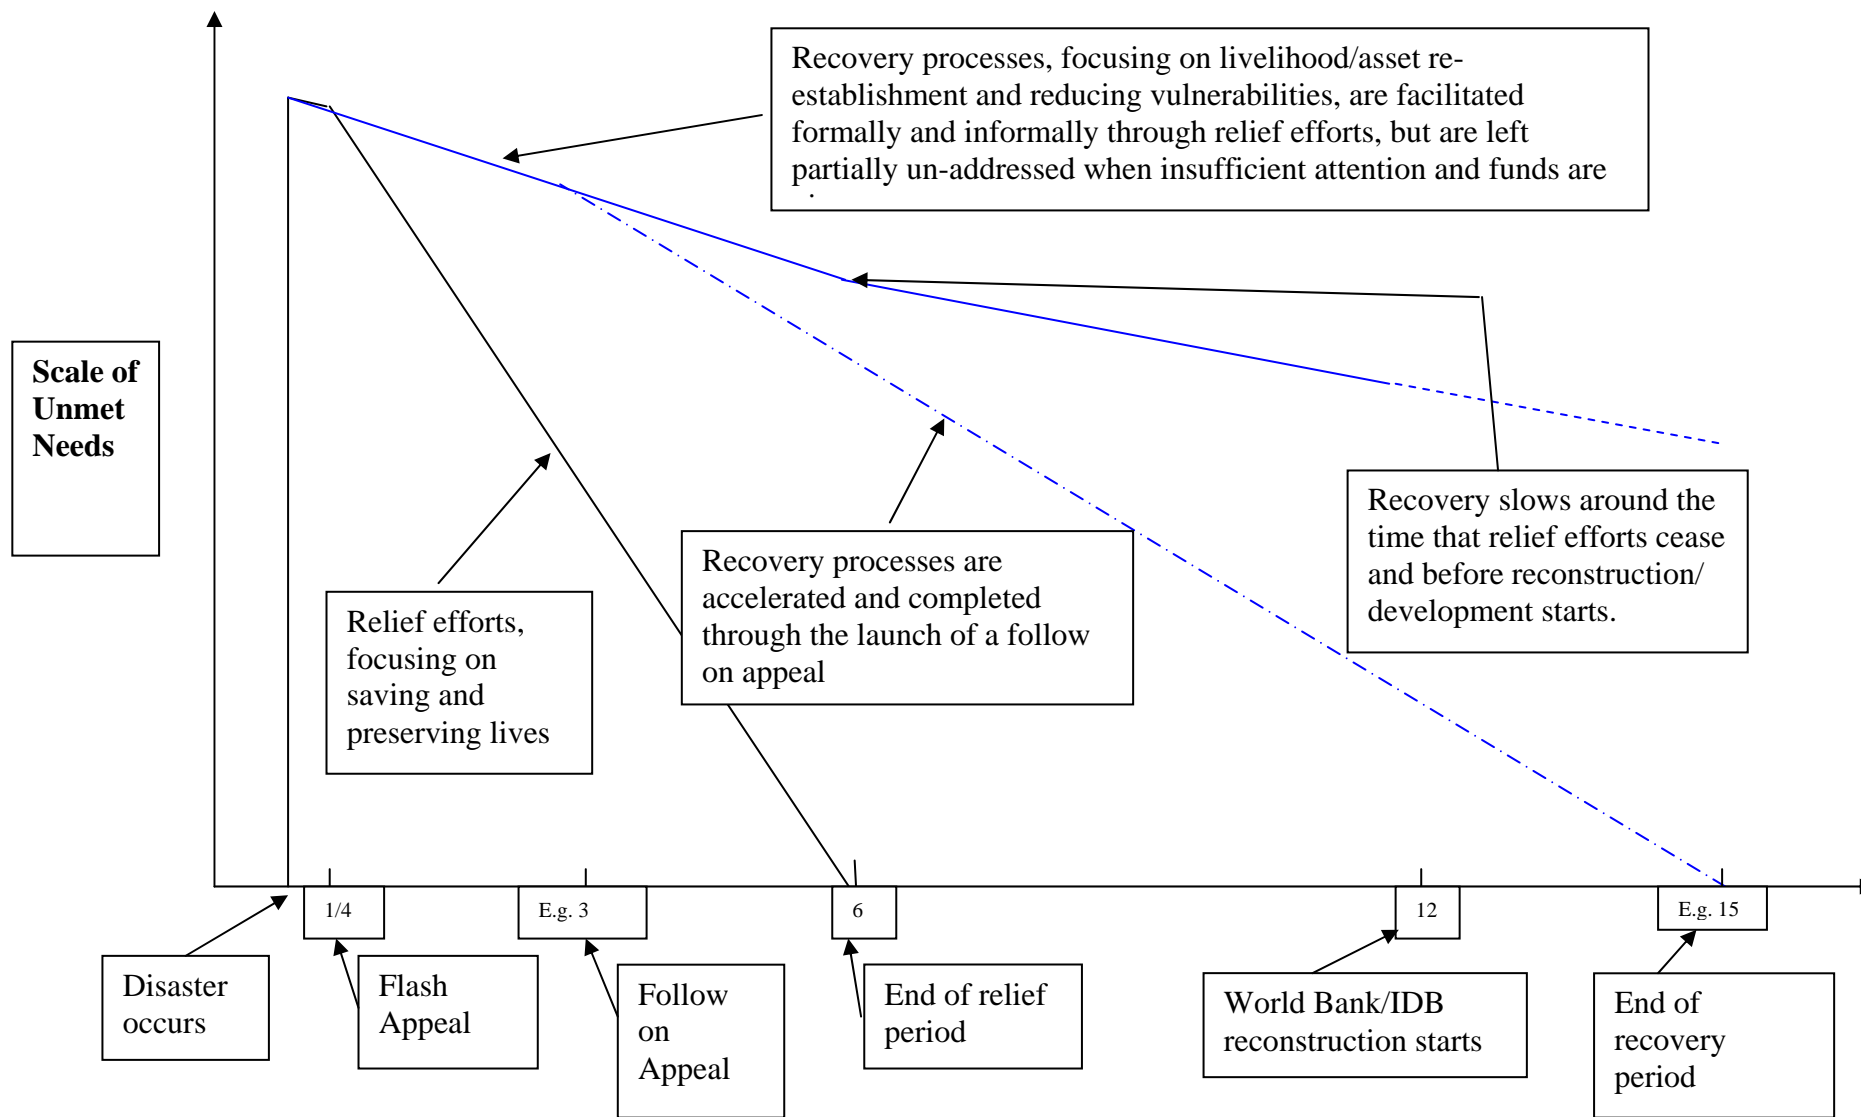 Recovery processes, focusing on livelihood/asset re-
establishment and reducing vulnerabilities, are facilitated
formally and informally through relief efforts, but are left
partially un-addressed when insufficient attention and funds are
Scale of
Unmet
Needs
Recovery slows around the
time that relief efforts cease
and before reconstruction/
development starts.
Recovery processes are
accelerated and completed
through the launch of a follow
on appeal
Relief efforts,
focusing on
saving and
preserving lives
1/4
E.g. 3
6
12
E.g. 15
Disaster
occurs
Flash
Appeal
Follow
on
Appeal
End of relief
period
World Bank/IDB
reconstruction starts
End of
recovery
period